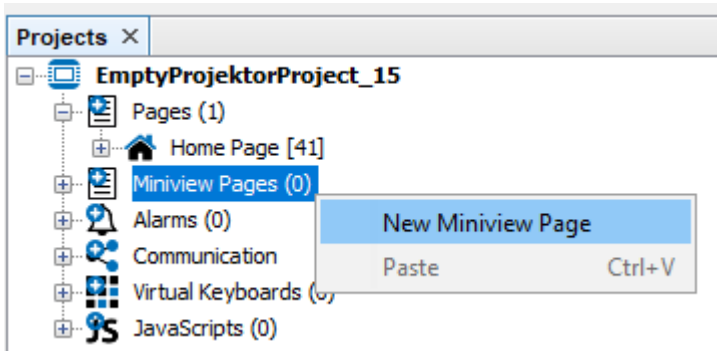 Projects ×
EmptyProjektorProject_15
Pages (1)
Home Page [41]
Miniview Pages (0)
Alarms (0)
New Miniview Page
Communication
Paste Ctrl+V
Virtual Keyboards (0)
JavaScripts (0)